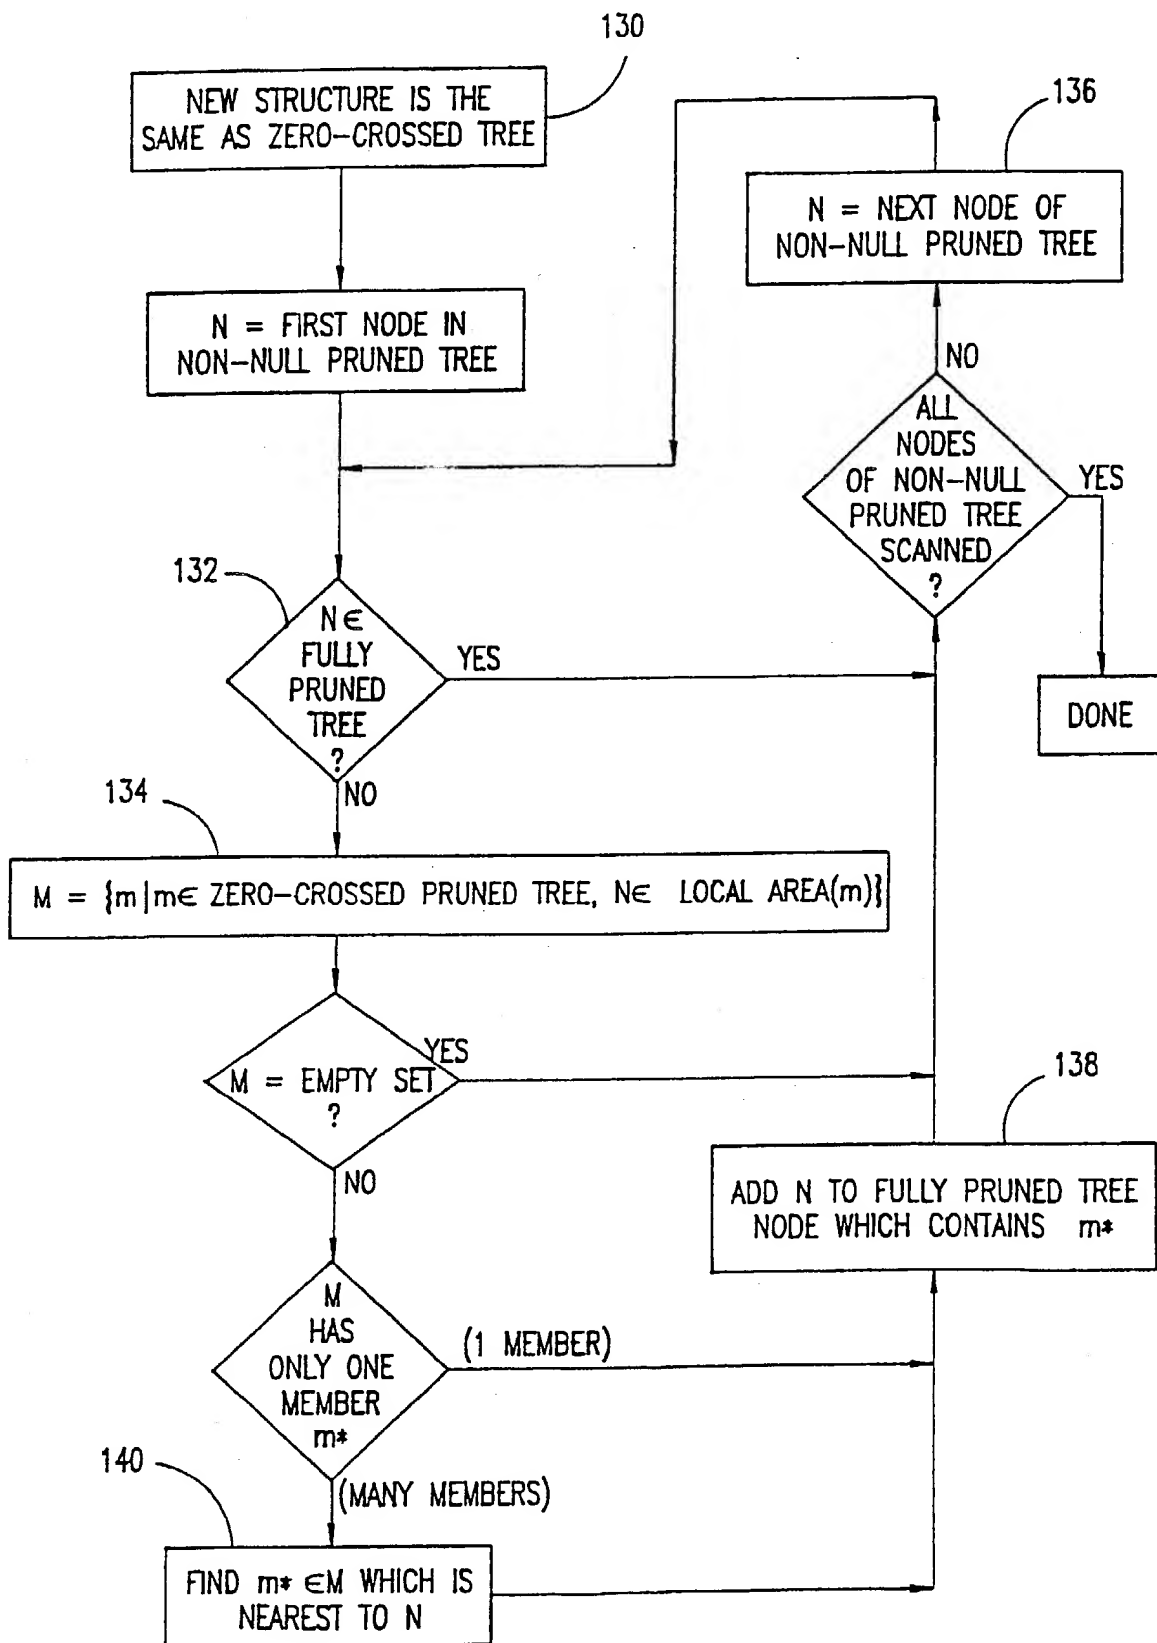 130
NEW STRUCTURE IS THE
SAME AS ZERO-CROSSED TREE
136
N = NEXT NODE OF
NON-NULL PRUNED TREE
N = FIRST NODE IN
NON-NULL PRUNED TREE
NO
ALL
NODES
OF NON-NULL
PRUNED TREE
SCANNED
?
YES
DONE
132
N∈
FULLY
PRUNED
TREE
?
YES
NO
134
M = {m|m∈ ZERO-CROSSED PRUNED TREE, N∈ LOCAL AREA(m)}
M = EMPTY SET
?
YES
NO
138
ADD N TO FULLY PRUNED TREE
NODE WHICH CONTAINS m*
M
HAS
ONLY ONE
MEMBER
m*
(1 MEMBER)
(MANY MEMBERS)
140
FIND m* ∈M WHICH IS
NEAREST TO N